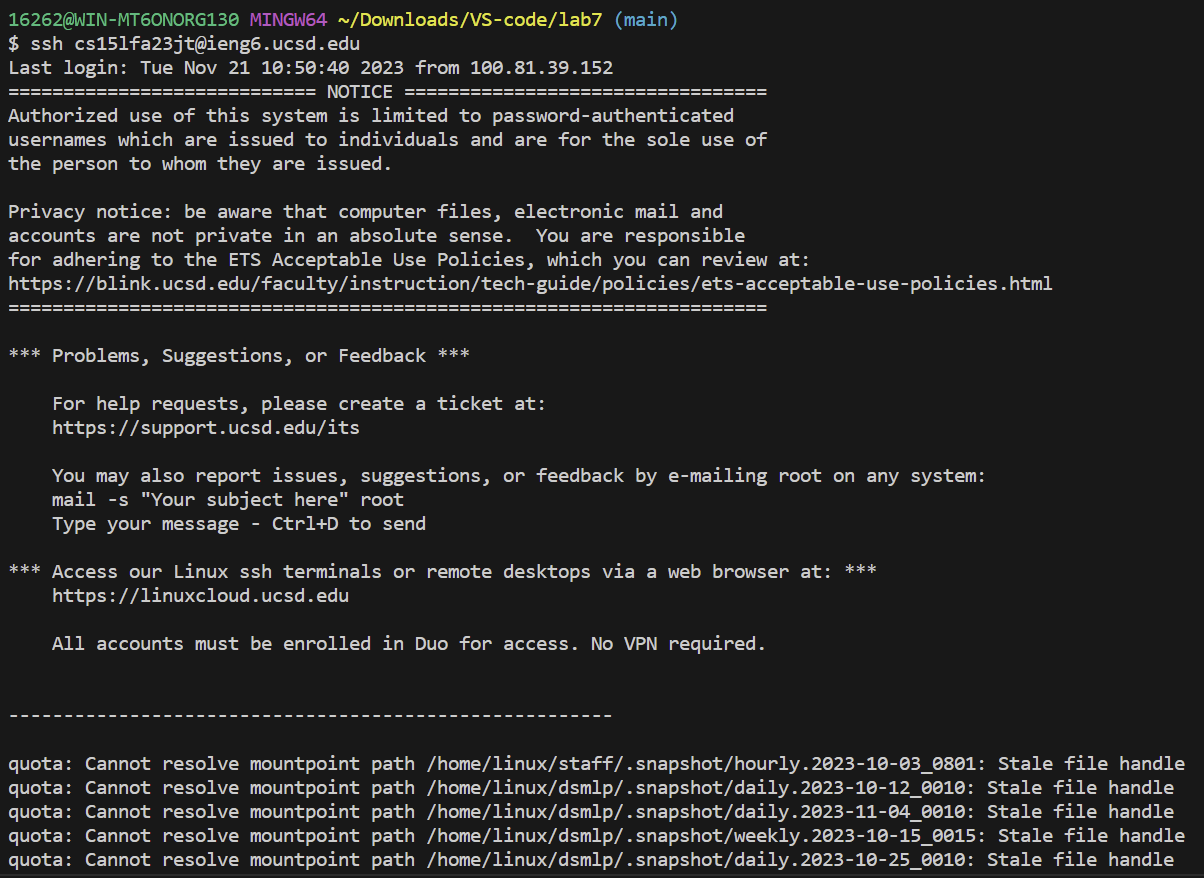 16262@WIN-MT6ONORG130 MINGW64 ~/Downloads/VS-code/lab7 (main)
$ ssh cs15lfa23jt@ieng6.ucsd.edu
Last login: Tue Nov 21 10:50:40 2023 from 100.81.39.152
============================ NOTICE =================================
Authorized use of this system is limited to password-authenticated
usernames which are issued to individuals and are for the sole use of
the person to whom they are issued.

Privacy notice: be aware that computer files, electronic mail and
accounts are not private in an absolute sense.  You are responsible
for adhering to the ETS Acceptable Use Policies, which you can review at:
https://blink.ucsd.edu/faculty/instruction/tech-guide/policies/ets-acceptable-use-policies.html
=====================================================================

*** Problems, Suggestions, or Feedback ***

    For help requests, please create a ticket at:
    https://support.ucsd.edu/its

    You may also report issues, suggestions, or feedback by e-mailing root on any system:
    mail -s "Your subject here" root
    Type your message - Ctrl+D to send

*** Access our Linux ssh terminals or remote desktops via a web browser at: ***
    https://linuxcloud.ucsd.edu

    All accounts must be enrolled in Duo for access. No VPN required.


-------------------------------------------------------

quota: Cannot resolve mountpoint path /home/linux/staff/.snapshot/hourly.2023-10-03_0801: Stale file handle
quota: Cannot resolve mountpoint path /home/linux/dsmlp/.snapshot/daily.2023-10-12_0010: Stale file handle
quota: Cannot resolve mountpoint path /home/linux/dsmlp/.snapshot/daily.2023-11-04_0010: Stale file handle
quota: Cannot resolve mountpoint path /home/linux/dsmlp/.snapshot/weekly.2023-10-15_0015: Stale file handle
quota: Cannot resolve mountpoint path /home/linux/dsmlp/.snapshot/daily.2023-10-25_0010: Stale file handle